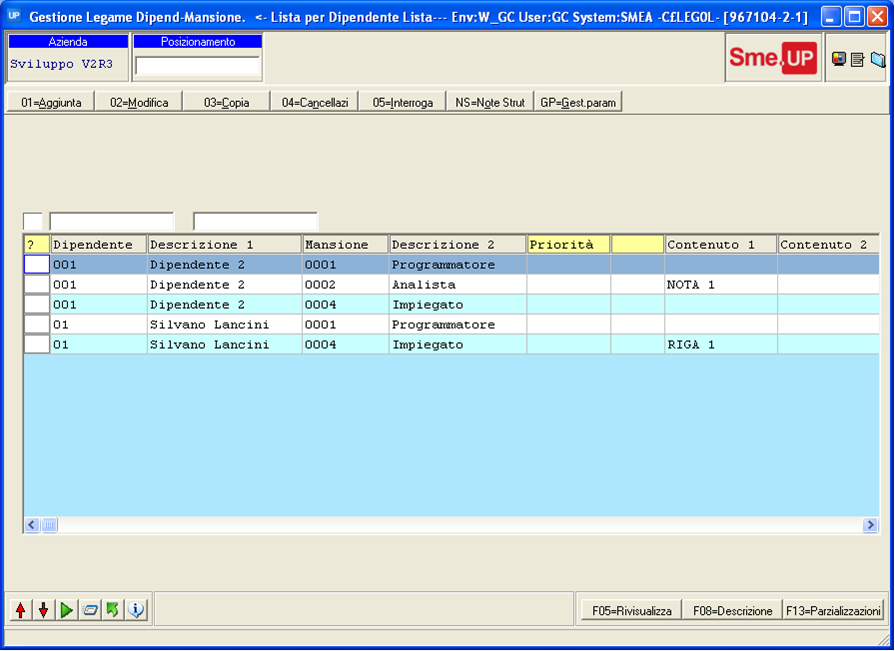 UP Gestione Legame Dipend-Mansione. <- Lista per Dipendente Lista--- Env:W_GC User:GC System:SMEA -C£LEG0L- [967104-2-1]
Azienda Posizionamento
Sviluppo V2R3
Sme.UP
01=Aggiunta 02=Modifica 03=Copia 04=Cancellazi 05=Interroga NS=Note Strut GP=Gest.param
? Dipendente Descrizione 1 Mansione Descrizione 2 Priorità Contenuto 1 Contenuto 2
001 Dipendente 2 0001 Programmatore
001 Dipendente 2 0002 Analista NOTA 1
001 Dipendente 2 0004 Impiegato
01 Silvano Lancini 0001 Programmatore
01 Silvano Lancini 0004 Impiegato RIGA 1
F05=Rivisualizza F08=Descrizione F13=Parzializzazioni